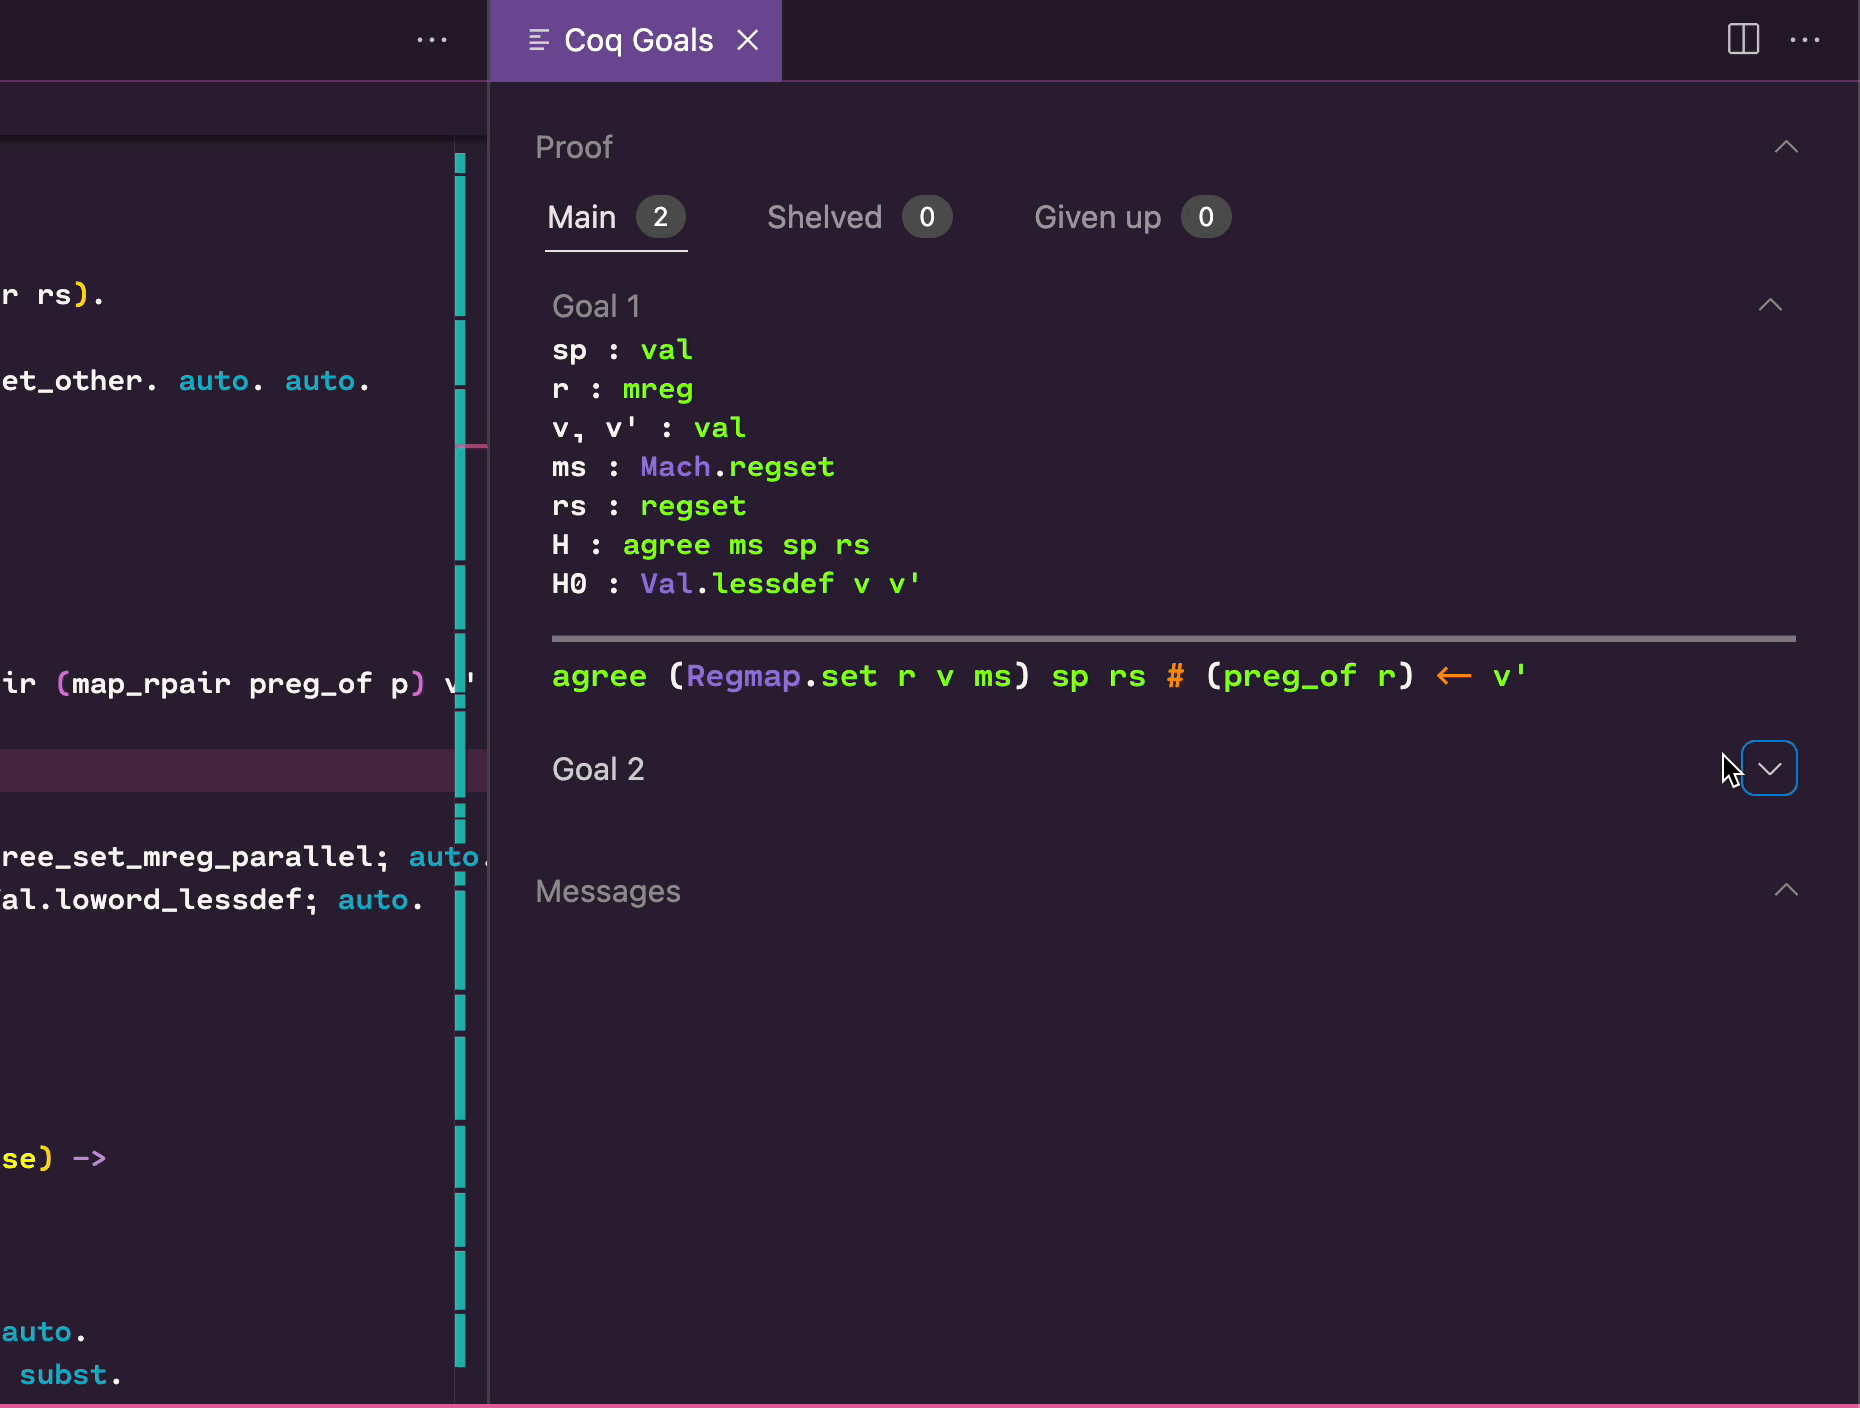 r rs).
et_other. auto. auto.
ir (map_rpair preg_of p) v'
ree_set_mreg_parallel; auto.
al.loword_lessdef; auto.
se) ->
auto.
subst.
Coq Goals
Proof
Main 2 Shelved 0 Given up 0
Goal 1
sp : val
r : mreg
v, v' : val
ms : Mach.regset
rs : regset
H : agree ms sp rs
H0 : Val.lessdef v v'
agree (Regmap.set r v ms) sp rs # (preg_of r) <- v'
Goal 2
Messages